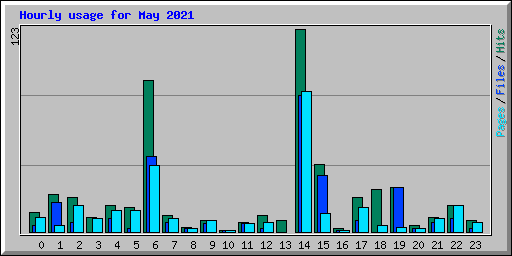 Hourly usage for May 2021
123
Pages / Files / Hits
0 1 2 3 4 5 6 7 8 9 10 11 12 13 14 15 16 17 18 19 20 21 22 23